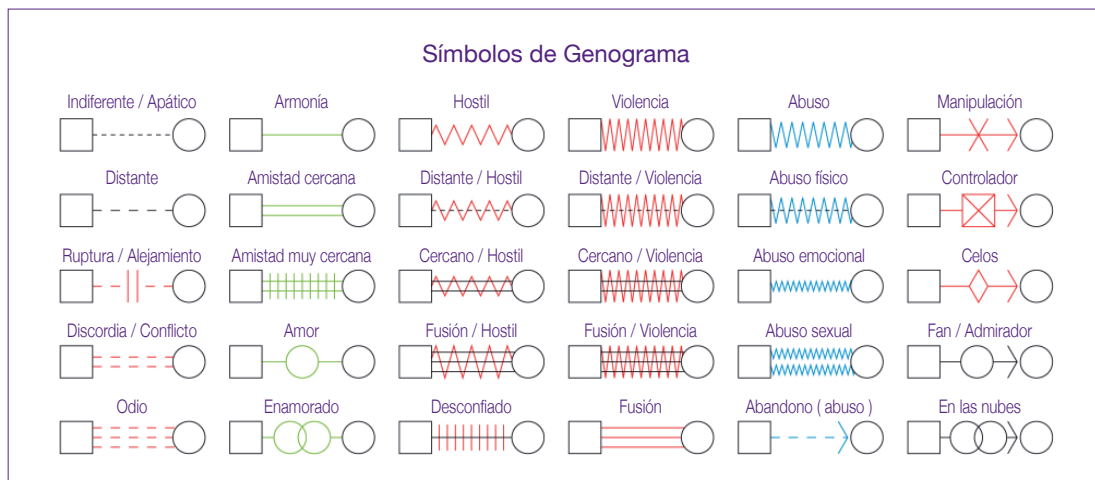 Símbolos de Genograma
Indiferente / Apático
Armonía
Hostil
Violencia
Abuso
Manipulación
Distante
Amistad cercana
Distante / Hostil
Distante / Violencia
Abuso físico
Controlador
Ruptura / Alejamiento
Amistad muy cercana
Cercano / Hostil
Cercano / Violencia
Abuso emocional
Celos
Discordia / Conflicto
Amor
Fusión / Hostil
Fusión / Violencia
Abuso sexual
Fan / Admirador
Odio
Enamorado
Desconfiado
Fusión
Abandono ( abuso )
En las nubes